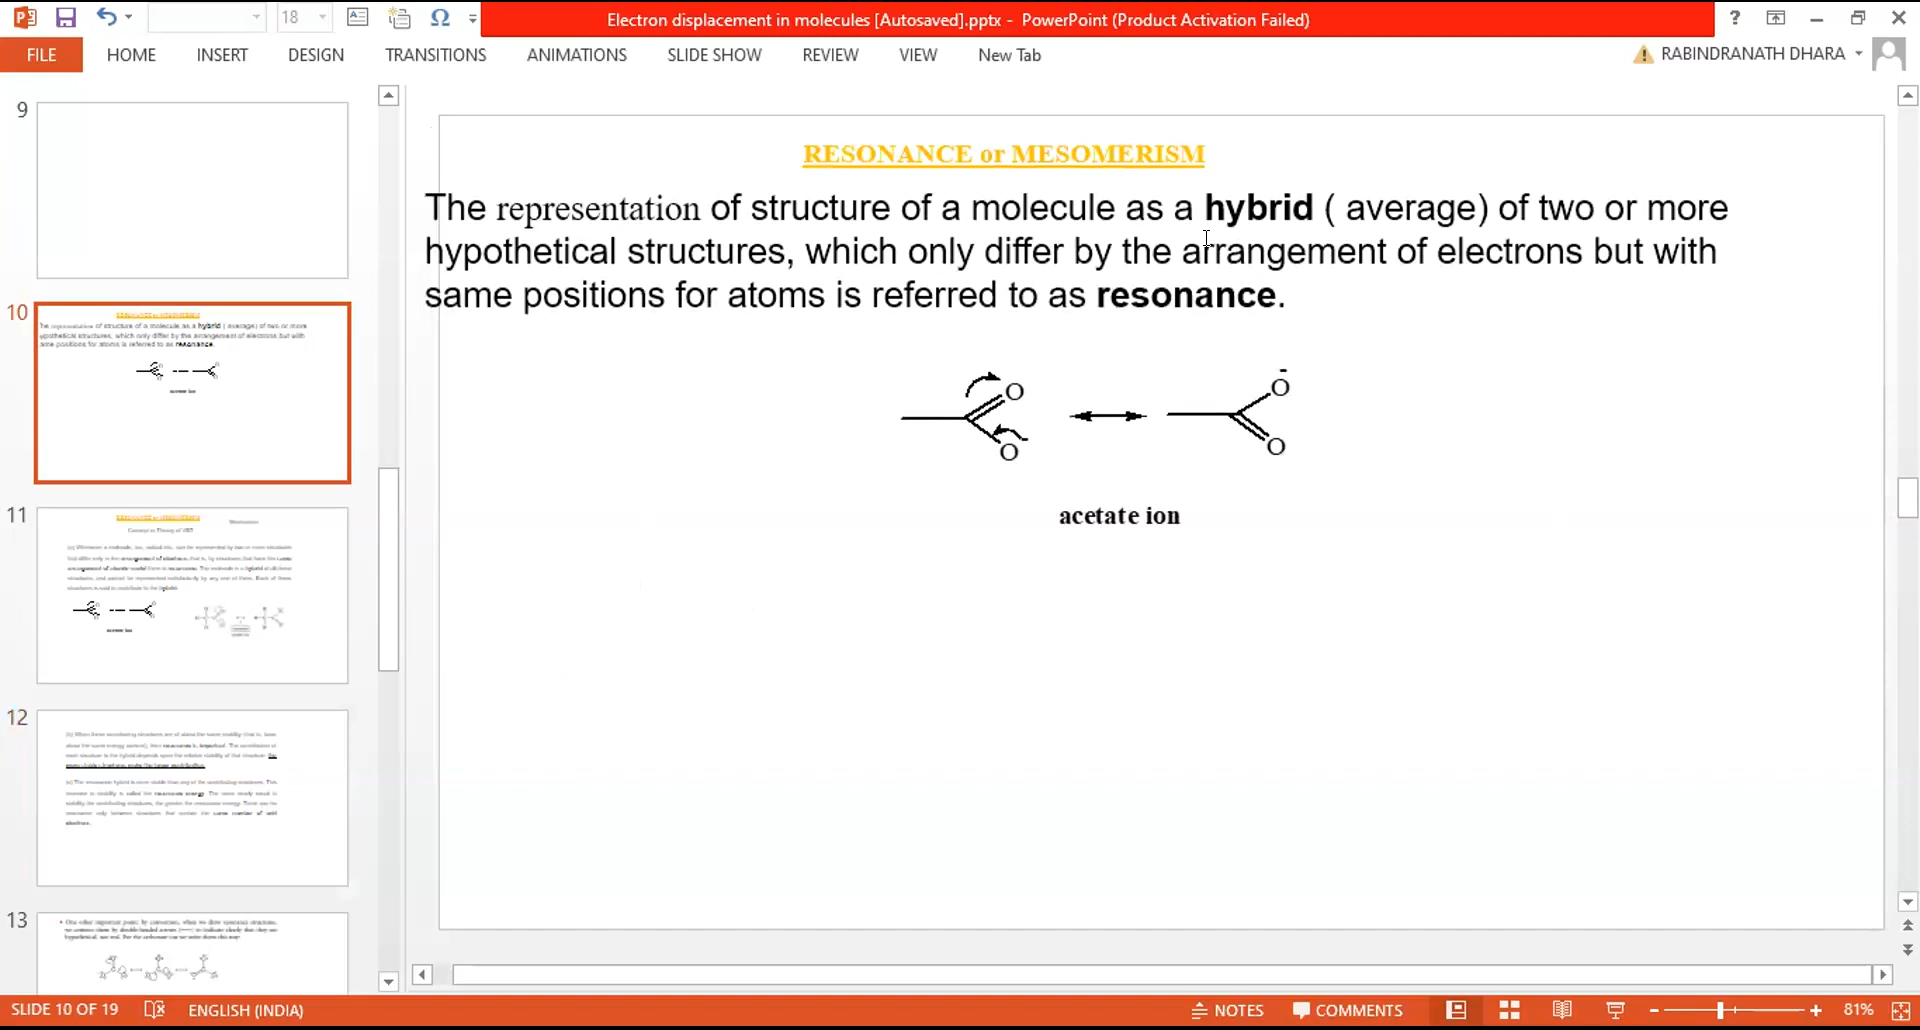 18
Electron displacement in molecules [Autosaved].pptx - PowerPoint (Product Activation Failed)
?
FILE HOME INSERT DESIGN TRANSITIONS ANIMATIONS SLIDE SHOW REVIEW VIEW New Tab
RABINDRANATH DHARA
9
10
11
12
13
RESONANCE or MESOMERISM
The representation of structure of a molecule as a hybrid ( average) of two or more
hypothetical structures, which only differ by the arrangement of electrons but with
same positions for atoms is referred to as resonance.
O
O
-
O
O
acetate ion
SLIDE 10 OF 19 ENGLISH (INDIA) NOTES COMMENTS 81%